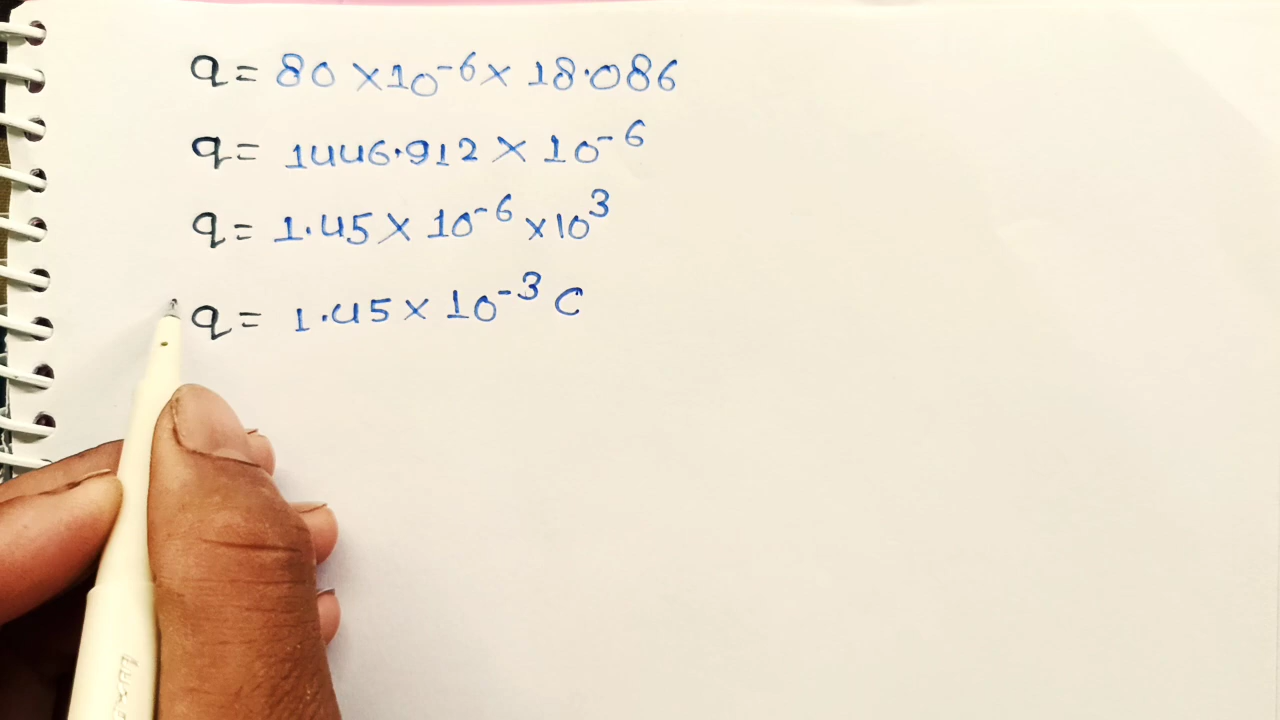 q = 80 ×10⁻⁶ × 18.086
q = 1446.912 × 10⁻⁶
q = 1.45 × 10⁻⁶ ×10³
q = 1.45 × 10⁻³ C